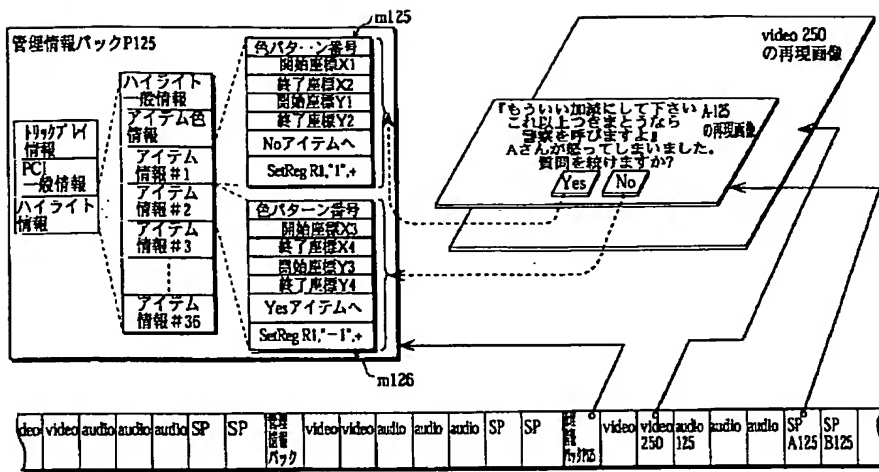 管理情報パックP125
m125
トリックプレイ
情報
PCI
一般情報
ハイライト
情報
ハイライト
一般情報
アイテム色
情報
アイテム
情報#1
アイテム
情報#2
アイテム
情報#3
アイテム
情報#36
色パターン番号
開始座標X1
終了座標X2
開始座標Y1
終了座標Y2
Noアイテムへ
SetReg R1,"1",+
色パターン番号
開始座標X3
終了座標X4
開始座標Y3
終了座標Y4
Yesアイテムへ
SetReg R1,"－1",+
m126
video 250
の再現画像
『もういい加減にして下さい
これ以上つきまとうなら
警察を呼びますよ』
Aさんが怒ってしまいました。
質問を続けますか?
Yes
No
A-125
の再現画像
deo
video
audio
audio
audio
SP
SP
管理
情報
パック
video
video
audio
audio
audio
SP
SP
video
video
250
audio
125
audio
audio
SP
A125
SP
B125